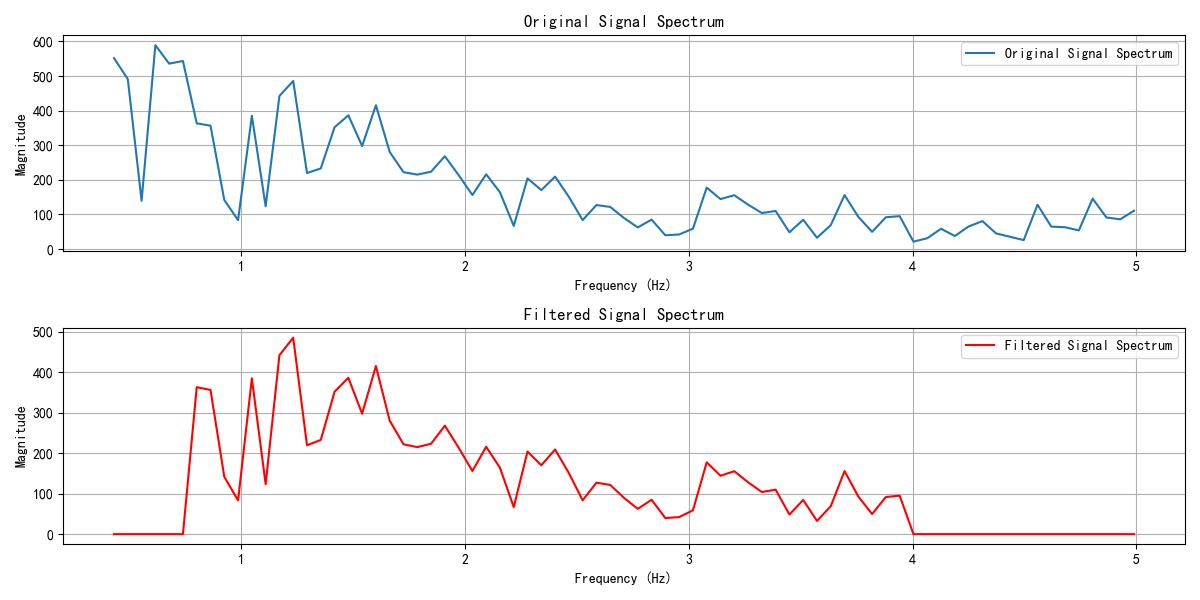 Original Signal Spectrum
600
500
400
300
200
100
0
Magnitude
Original Signal Spectrum
1
2
3
4
5
Frequency (Hz)
Filtered Signal Spectrum
500
400
300
200
100
0
Magnitude
Filtered Signal Spectrum
1
2
3
4
5
Frequency (Hz)